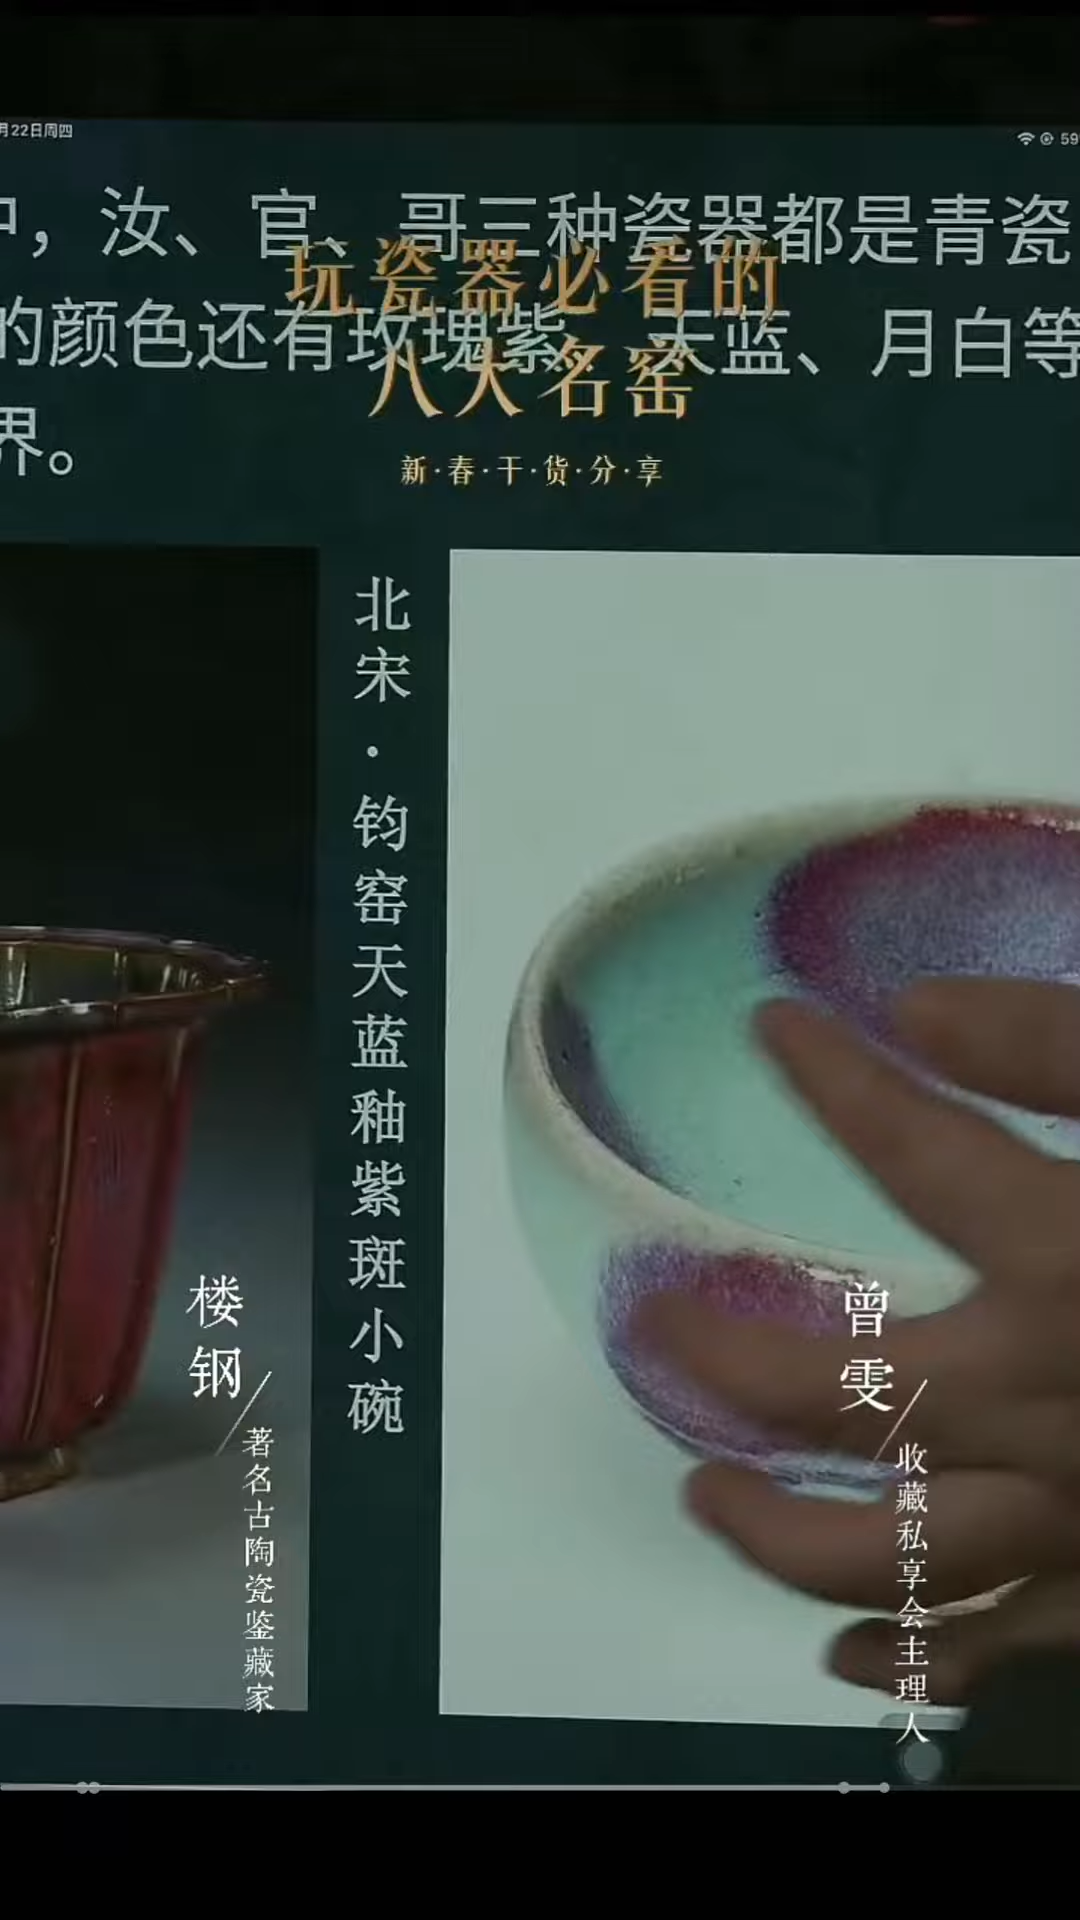 月22日周四
59
中，汝、官、哥三种瓷器都是青瓷
的颜色还有玫瑰紫、天蓝、月白等
界。
玩瓷器必看的
八大名窑
新·春·干·货·分·享
北宋·钧窑天蓝釉紫斑小碗
楼钢
著名古陶瓷鉴藏家
曾雯
收藏私享会主理人